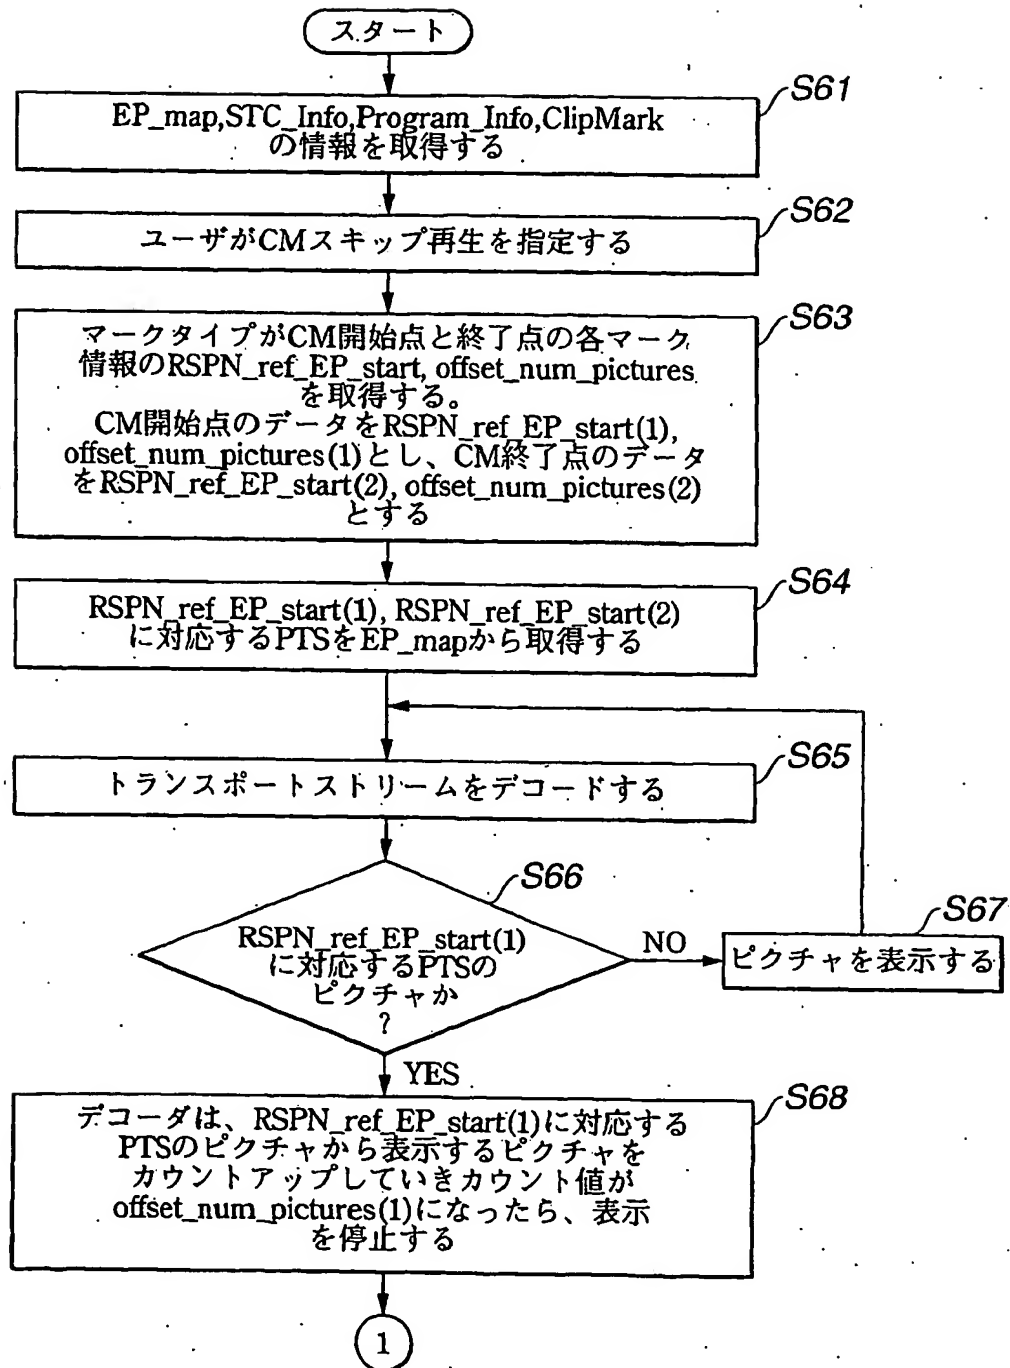 スタート
S61
EP_map,STC_Info,Program_Info,ClipMark
の情報を取得する
S62
ユーザがCMスキップ再生を指定する
S63
マークタイプがCM開始点と終了点の各マーク
情報のRSPN_ref_EP_start, offset_num_pictures
を取得する。
CM開始点のデータをRSPN_ref_EP_start(1),
offset_num_pictures(1)とし、CM終了点のデータ
をRSPN_ref_EP_start(2), offset_num_pictures(2)
とする
S64
RSPN_ref_EP_start(1), RSPN_ref_EP_start(2)
に対応するPTSをEP_mapから取得する
S65
トランスポートストリームをデコードする
S66
RSPN_ref_EP_start(1)
に対応するPTSの
ピクチャか
?
NO
S67
ピクチャを表示する
YES
S68
デコーダは、RSPN_ref_EP_start(1)に対応する
PTSのピクチャから表示するピクチャを
カウントアップしていきカウント値が
offset_num_pictures(1)になったら、表示
を停止する
1